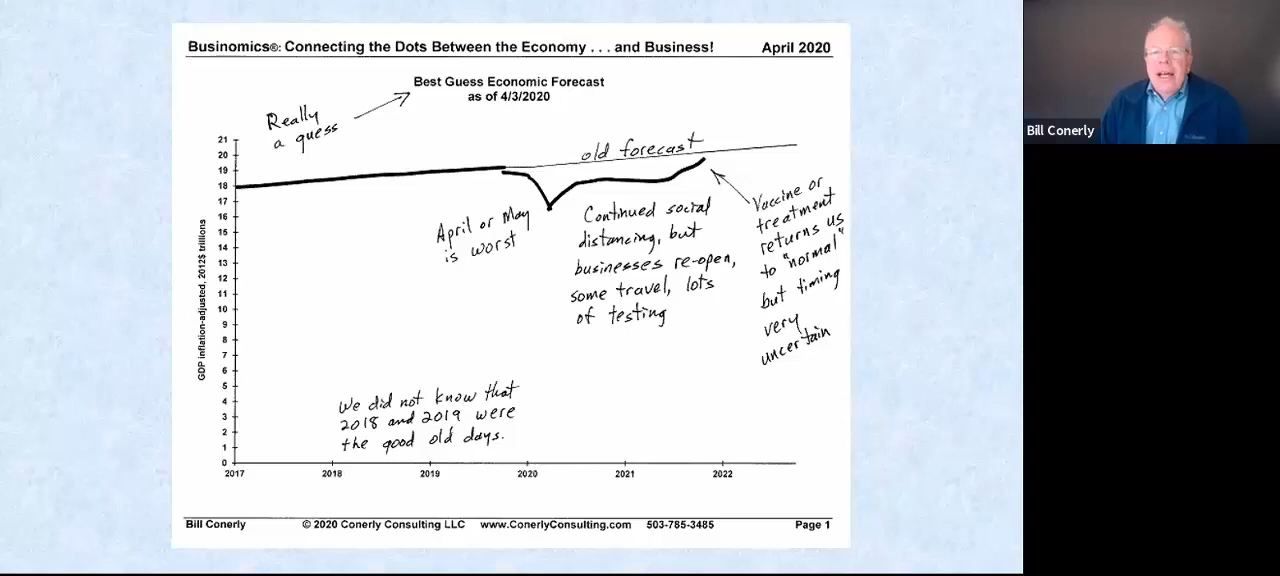 Businomics®: Connecting the Dots Between the Economy . . . and Business! April 2020
Best Guess Economic Forecast
as of 4/3/2020
Really
a guess
21
20
19
18
17
16
15
14
13
12
11
10
9
8
7
6
5
4
3
2
1
0
GDP inflation-adjusted, 2012$ trillions
old forecast
April or May
is worst
Continued social
distancing, but
businesses re-open,
some travel, lots
of testing
Vaccine or
treatment
returns us
to "normal"
but timing
very
uncertain
We did not know that
2018 and 2019 were
the good old days.
2017 2018 2019 2020 2021 2022
Bill Conerly © 2020 Conerly Consulting LLC www.ConerlyConsulting.com 503-785-3485 Page 1
Bill Conerly